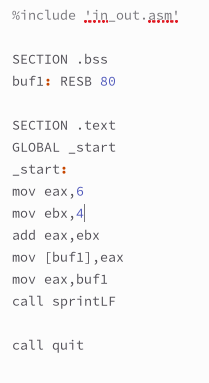 %include 'in_out.asm'
SECTION .bss
buf1: RESB 80
SECTION .text
GLOBAL _start
_start:
mov eax,6
mov ebx,4
add eax,ebx
mov [buf1],eax
mov eax,buf1
call sprintLF
call quit